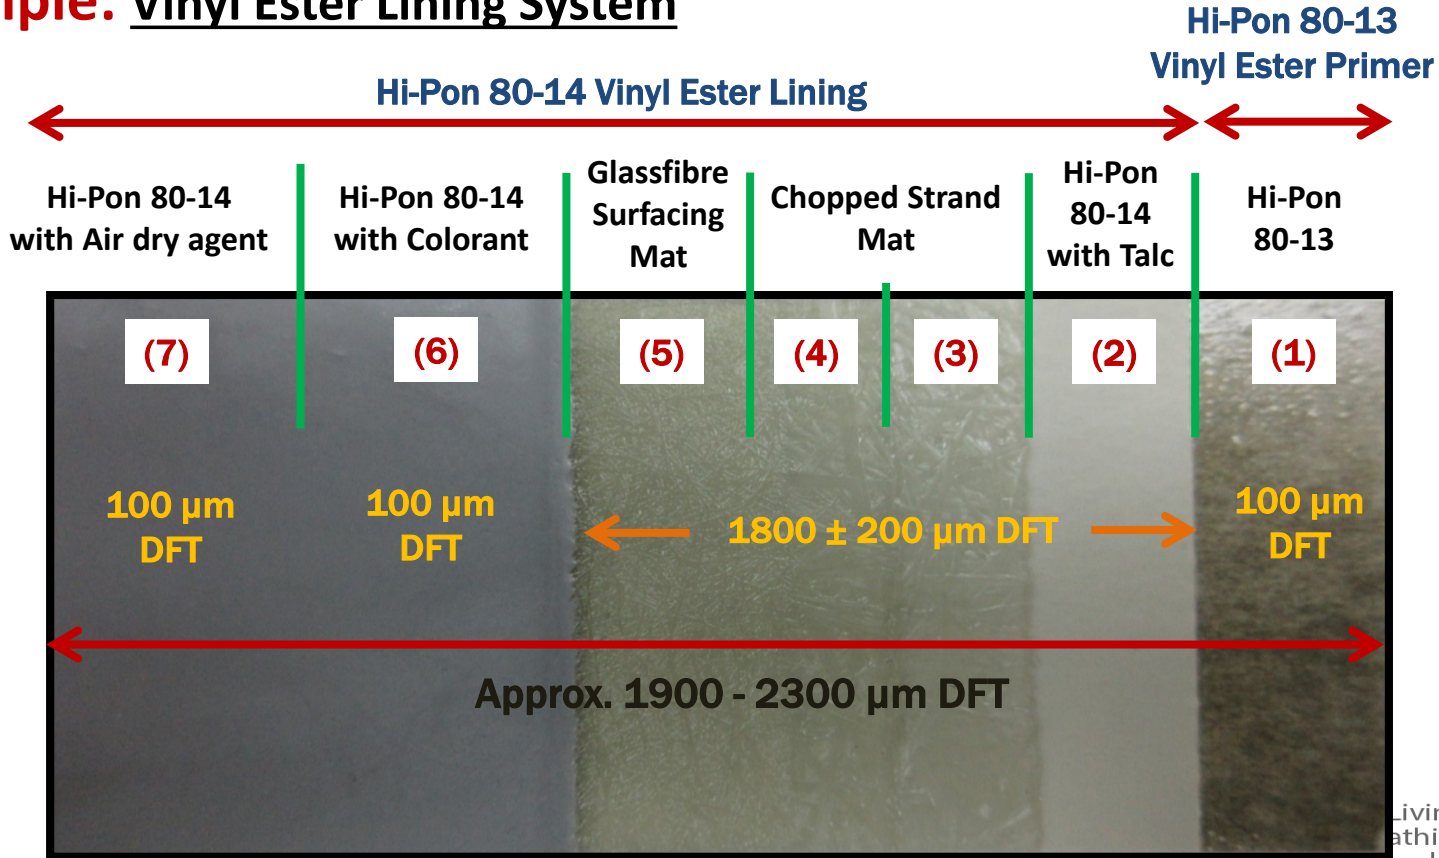 mple: Vinyl Ester Lining System
Hi-Pon 80-13
Vinyl Ester Primer
Hi-Pon 80-14 Vinyl Ester Lining
Hi-Pon 80-14
with Air dry agent
Hi-Pon 80-14
with Colorant
Glassfibre
Surfacing
Mat
Chopped Strand
Mat
Hi-Pon
80-14
with Talc
Hi-Pon
80-13
(7)
(6)
(5)
(4)
(3)
(2)
(1)
100 μm
DFT
100 μm
DFT
1800 ± 200 μm DFT
100 μm
DFT
Approx. 1900 - 2300 μm DFT